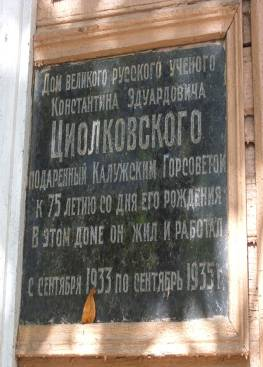 Дом великого русского ученого
Константина Эдуардовича
Циолковского
подаренный Калужским Горсоветом
к 75 летию со дня его рождения
В этом доме он жил и работал
с сентября 1933 по сентябрь 1935 г.